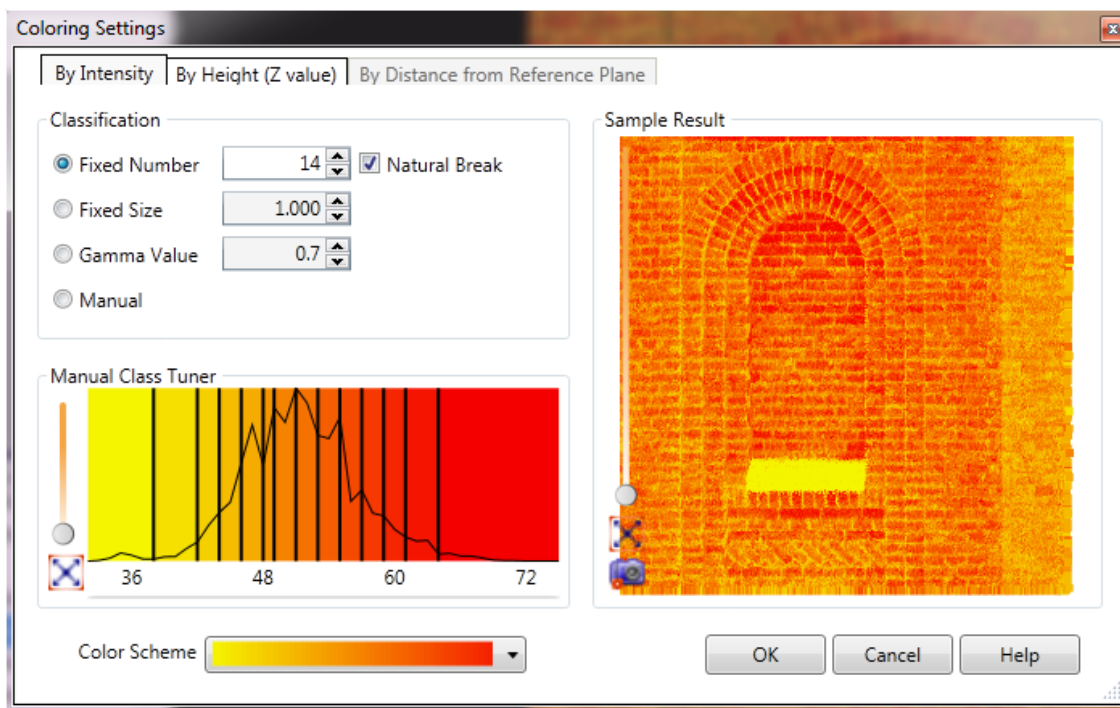 Coloring Settings
By Intensity By Height (Z value) By Distance from Reference Plane
Classification
Fixed Number 14 Natural Break
Fixed Size 1.000
Gamma Value 0.7
Manual
Manual Class Tuner
36 48 60 72
Sample Result
Color Scheme
OK Cancel Help